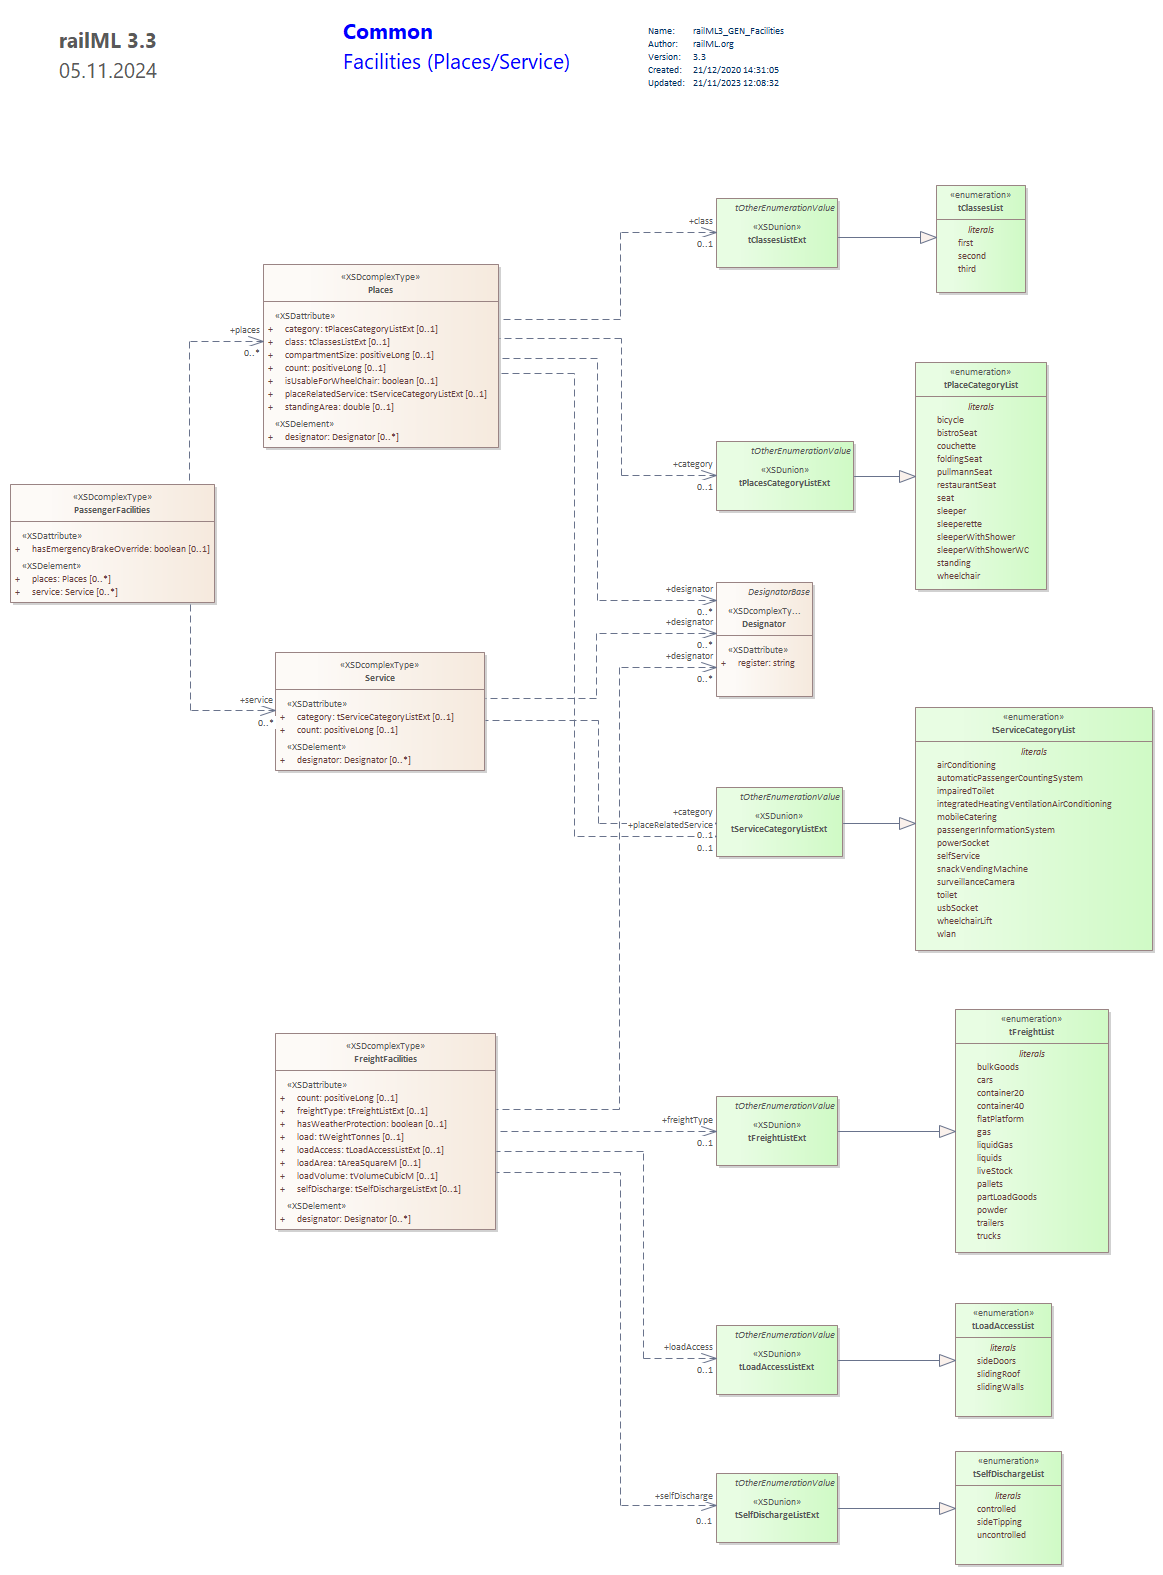 railML 3.3
05.11.2024
Common
Facilities (Places/Service)
Name: railML3_GEN_Facilities
Author: railML.org
Version: 3.3
Created: 21/12/2020 14:31:05
Updated: 21/11/2023 12:08:32
«XSDcomplexType»
PassengerFacilities
«XSDattribute»
+ hasEmergencyBrakeOverride: boolean [0..1]
«XSDelement»
+ places: Places [0..*]
+ service: Service [0..*]
+places
0..*
+service
0..*
«XSDcomplexType»
Places
«XSDattribute»
+ category: tPlacesCategoryListExt [0..1]
+ class: tClassesListExt [0..1]
+ compartmentSize: positiveLong [0..1]
+ count: positiveLong [0..1]
+ isUsableForWheelChair: boolean [0..1]
+ placeRelatedService: tServiceCategoryListExt [0..1]
+ standingArea: double [0..1]
«XSDelement»
+ designator: Designator [0..*]
«XSDcomplexType»
Service
«XSDattribute»
+ category: tServiceCategoryListExt [0..1]
+ count: positiveLong [0..1]
«XSDelement»
+ designator: Designator [0..*]
«XSDcomplexType»
FreightFacilities
«XSDattribute»
+ count: positiveLong [0..1]
+ freightType: tFreightListExt [0..1]
+ hasWeatherProtection: boolean [0..1]
+ load: tWeightTonnes [0..1]
+ loadAccess: tLoadAccessListExt [0..1]
+ loadArea: tAreaSquareM [0..1]
+ loadVolume: tVolumeCubicM [0..1]
+ selfDischarge: tSelfDischargeListExt [0..1]
«XSDelement»
+ designator: Designator [0..*]
+class
0..1
tOtherEnumerationValue
«XSDunion»
tClassesListExt
«enumeration»
tClassesList
literals
first
second
third
+category
0..1
tOtherEnumerationValue
«XSDunion»
tPlacesCategoryListExt
«enumeration»
tPlaceCategoryList
literals
bicycle
bistroSeat
couchette
foldingSeat
pullmannSeat
restaurantSeat
seat
sleeper
sleeperette
sleeperWithShower
sleeperWithShowerWC
standing
wheelchair
+designator
0..*
+designator
0..*
+designator
0..*
DesignatorBase
«XSDcomplexTy...
Designator
«XSDattribute»
+ register: string
+category
+placeRelatedService
0..1
0..1
tOtherEnumerationValue
«XSDunion»
tServiceCategoryListExt
«enumeration»
tServiceCategoryList
literals
airConditioning
automaticPassengerCountingSystem
impairedToilet
integratedHeatingVentilationAirConditioning
mobileCatering
passengerInformationSystem
powerSocket
selfService
snackVendingMachine
surveillanceCamera
toilet
usbSocket
wheelchairLift
wlan
+freightType
0..1
tOtherEnumerationValue
«XSDunion»
tFreightListExt
«enumeration»
tFreightList
literals
bulkGoods
cars
container20
container40
flatPlatform
gas
liquidGas
liquids
liveStock
pallets
partLoadGoods
powder
trailers
trucks
+loadAccess
0..1
tOtherEnumerationValue
«XSDunion»
tLoadAccessListExt
«enumeration»
tLoadAccessList
literals
sideDoors
slidingRoof
slidingWalls
+selfDischarge
0..1
tOtherEnumerationValue
«XSDunion»
tSelfDischargeListExt
«enumeration»
tSelfDischargeList
literals
controlled
sideTipping
uncontrolled